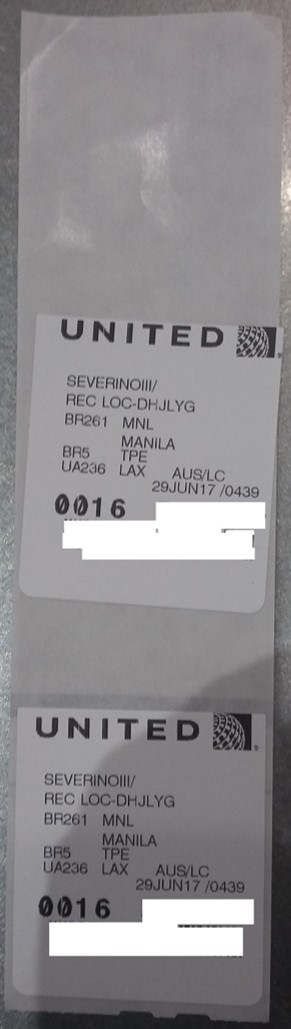 UNITED
SEVERINOIII/
REC LOC-DHJLYG
BR261 MNL
MANILA
BR5 TPE
UA236 LAX AUS/LC
29JUN17 /0439
0016
UNITED
SEVERINOIII/
REC LOC-DHJLYG
BR261 MNL
MANILA
BR5 TPE
UA236 LAX AUS/LC
29JUN17 /0439
0016